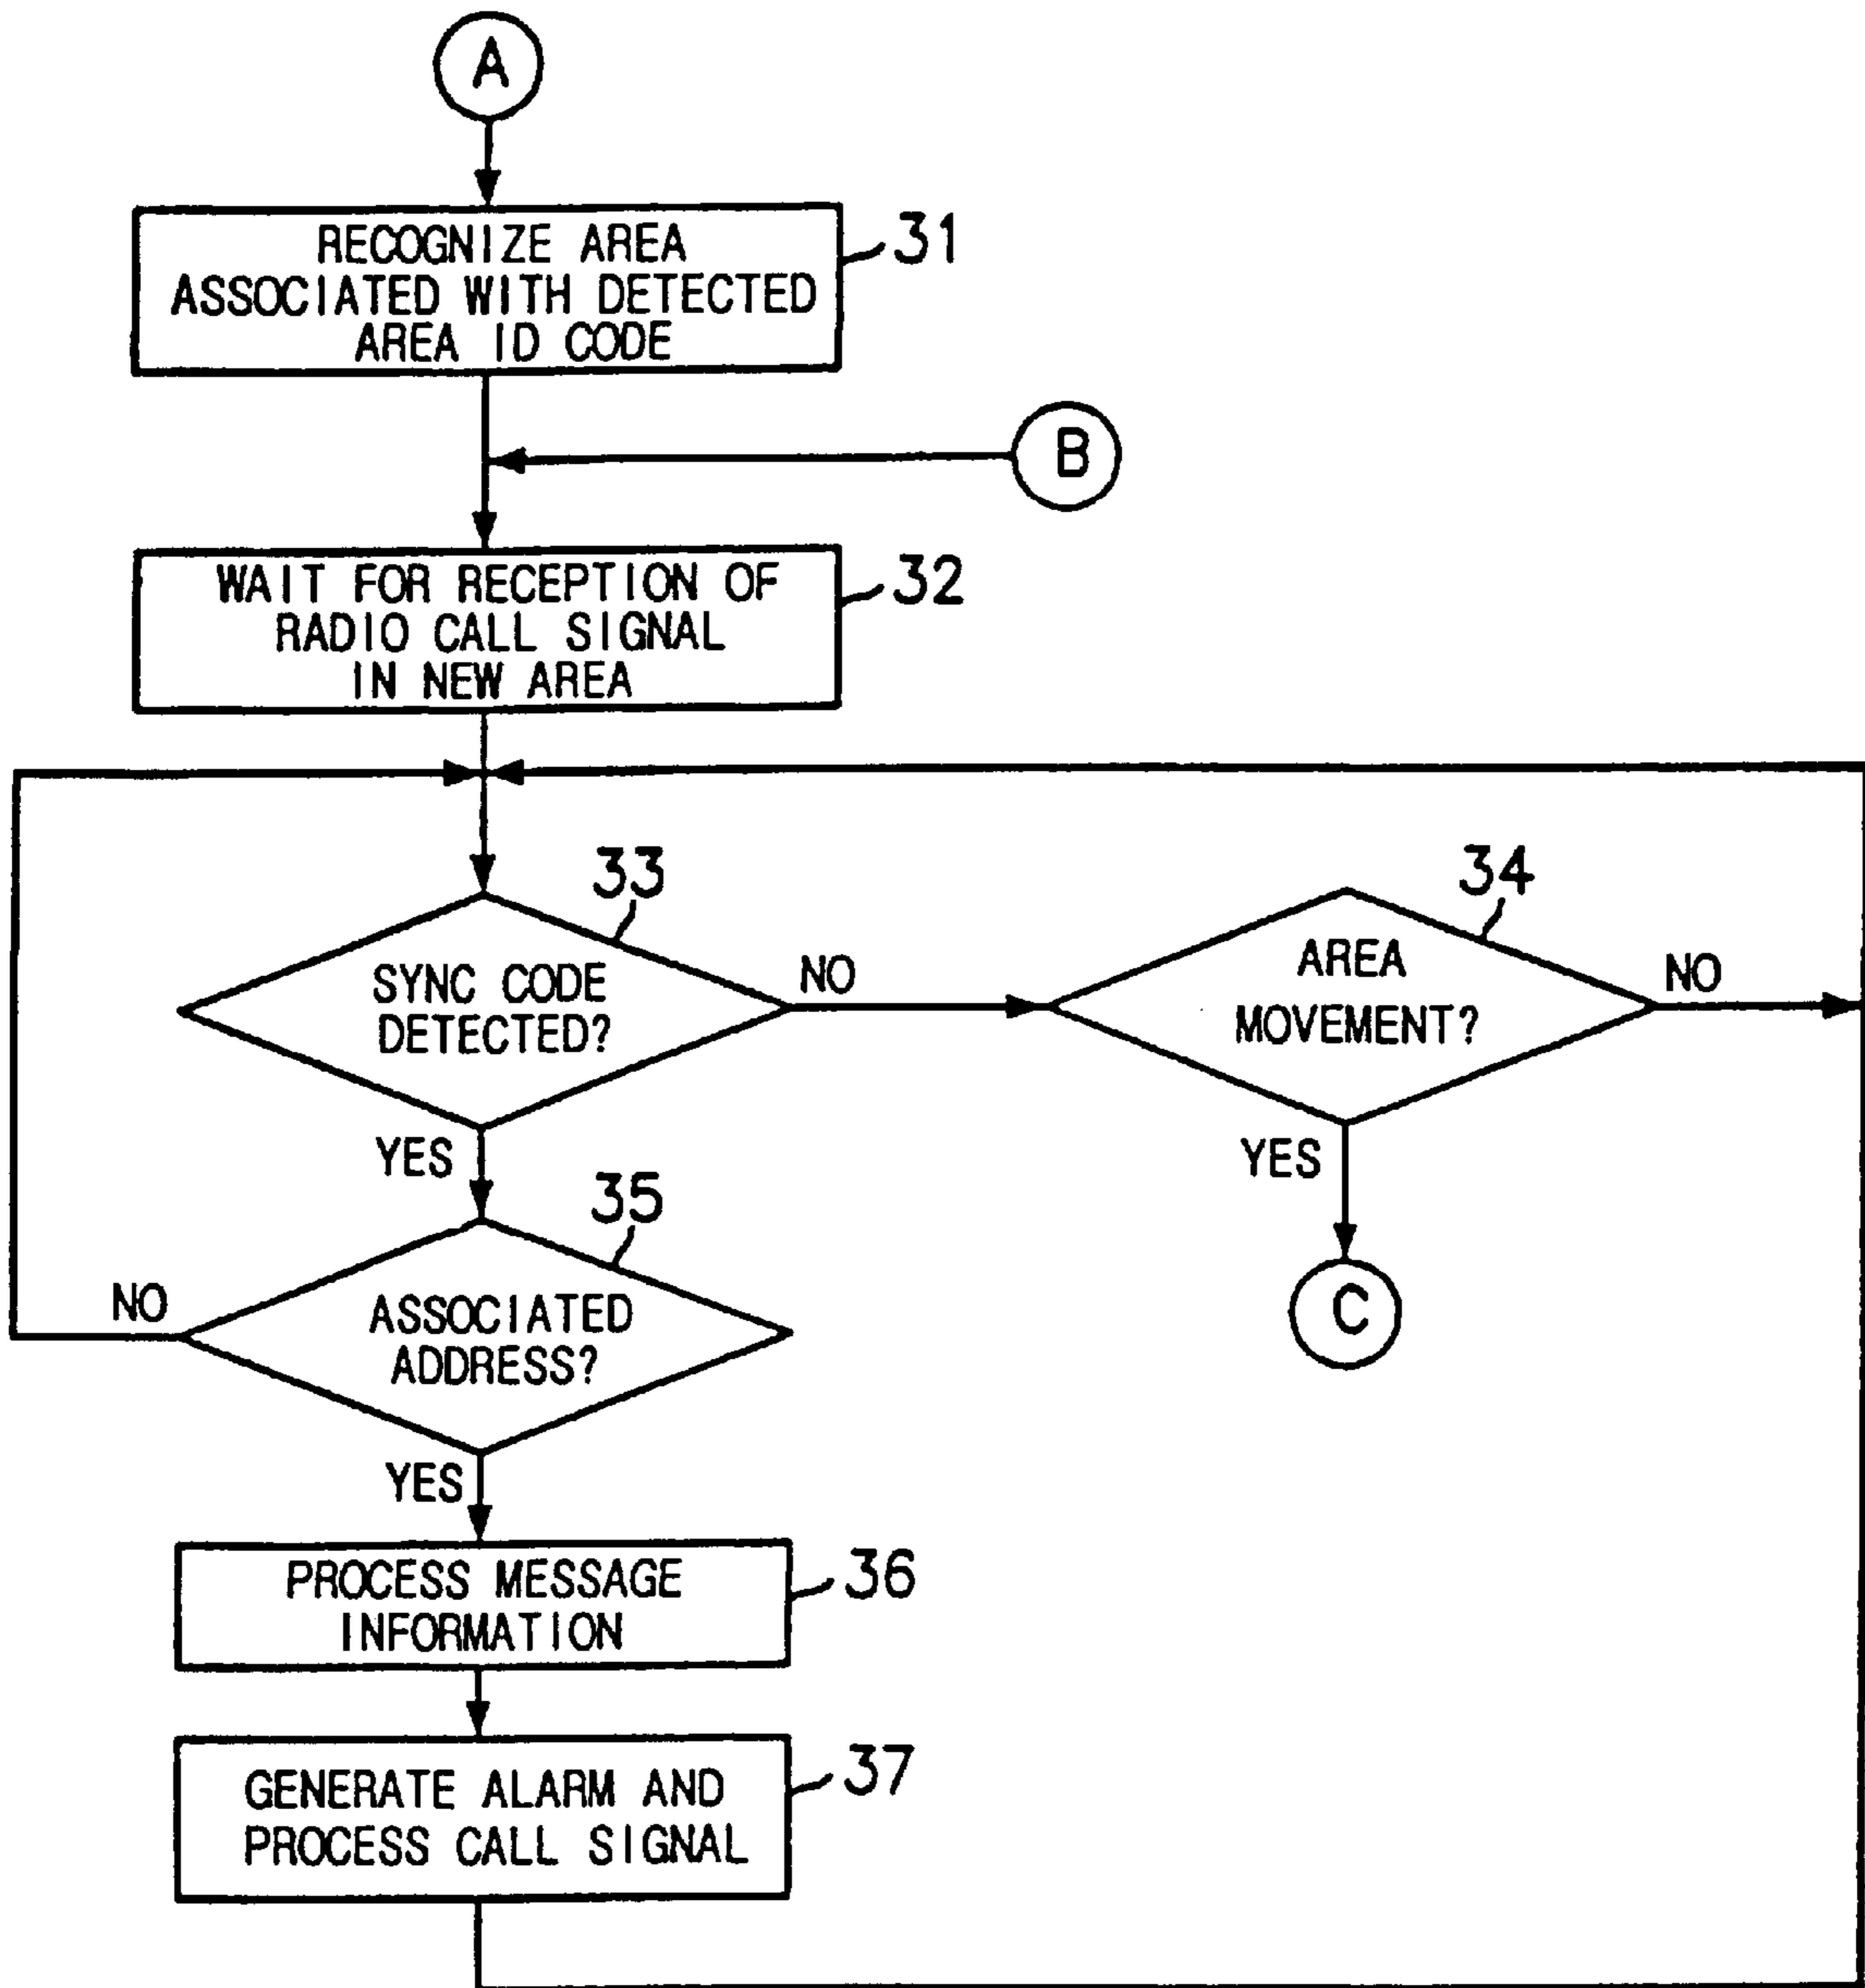 A
RECOGNIZE AREA
ASSOCIATED WITH DETECTED
AREA ID CODE
31
B
WAIT FOR RECEPTION OF
RADIO CALL SIGNAL
IN NEW AREA
32
33
SYNC CODE
DETECTED?
NO
YES
34
AREA
MOVEMENT?
NO
YES
C
35
ASSOCIATED
ADDRESS?
NO
YES
PROCESS MESSAGE
INFORMATION
36
GENERATE ALARM AND
PROCESS CALL SIGNAL
37